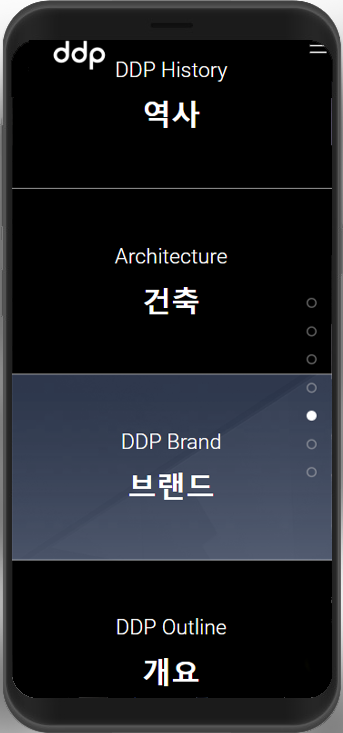 ddp
DDP History
역사
Architecture
건축
DDP Brand
브랜드
DDP Outline
개요